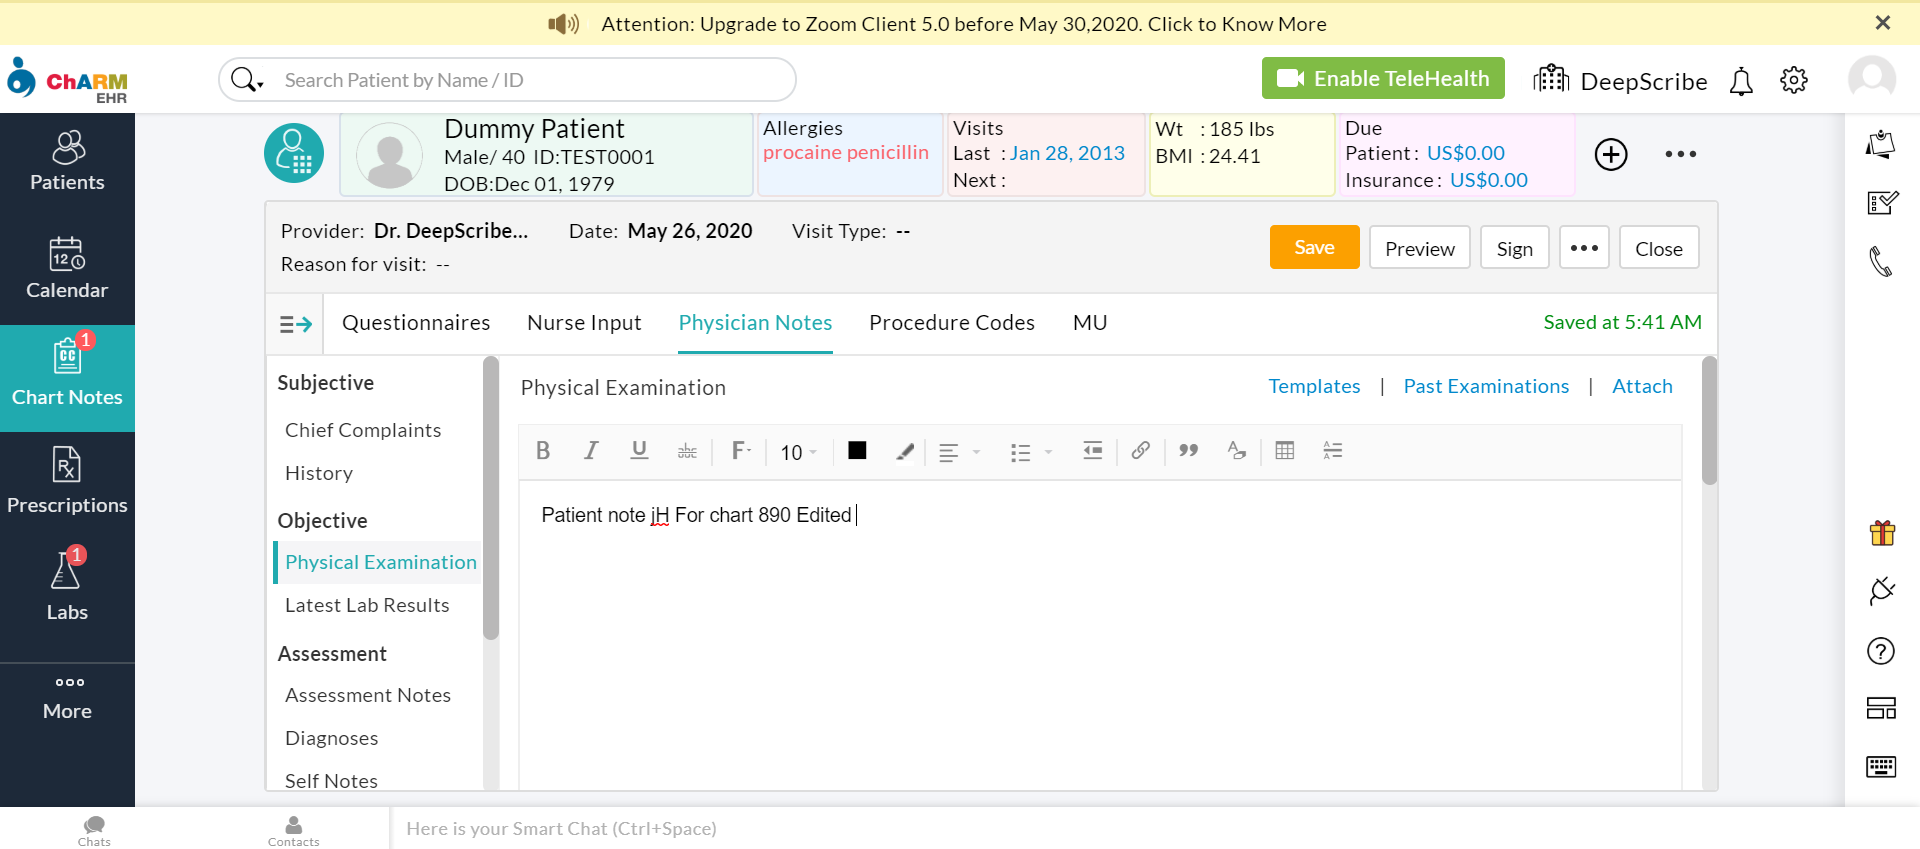 Attention: Upgrade to Zoom Client 5.0 before May 30,2020. Click to Know More
ChARM
EHR
Search Patient by Name / ID
Enable TeleHealth
DeepScribe
Patients
12
Calendar
1
CC
Chart Notes
Rx
Prescriptions
1
Labs
More
Dummy Patient
Male/ 40 ID:TEST0001
DOB:Dec 01, 1979
Allergies
procaine penicillin
Visits
Last : Jan 28, 2013
Next :
Wt : 185 lbs
BMI : 24.41
Due
Patient : US$0.00
Insurance : US$0.00
Provider: Dr. DeepScribe... Date: May 26, 2020 Visit Type: --
Reason for visit: --
Save Preview Sign ••• Close
Questionnaires Nurse Input Physician Notes Procedure Codes MU Saved at 5:41 AM
Subjective
Chief Complaints
History
Objective
Physical Examination
Latest Lab Results
Assessment
Assessment Notes
Diagnoses
Self Notes
Physical Examination Templates | Past Examinations | Attach
B I U abc F 10
Patient note jH For chart 890 Edited
Chats
Contacts
Here is your Smart Chat (Ctrl+Space)